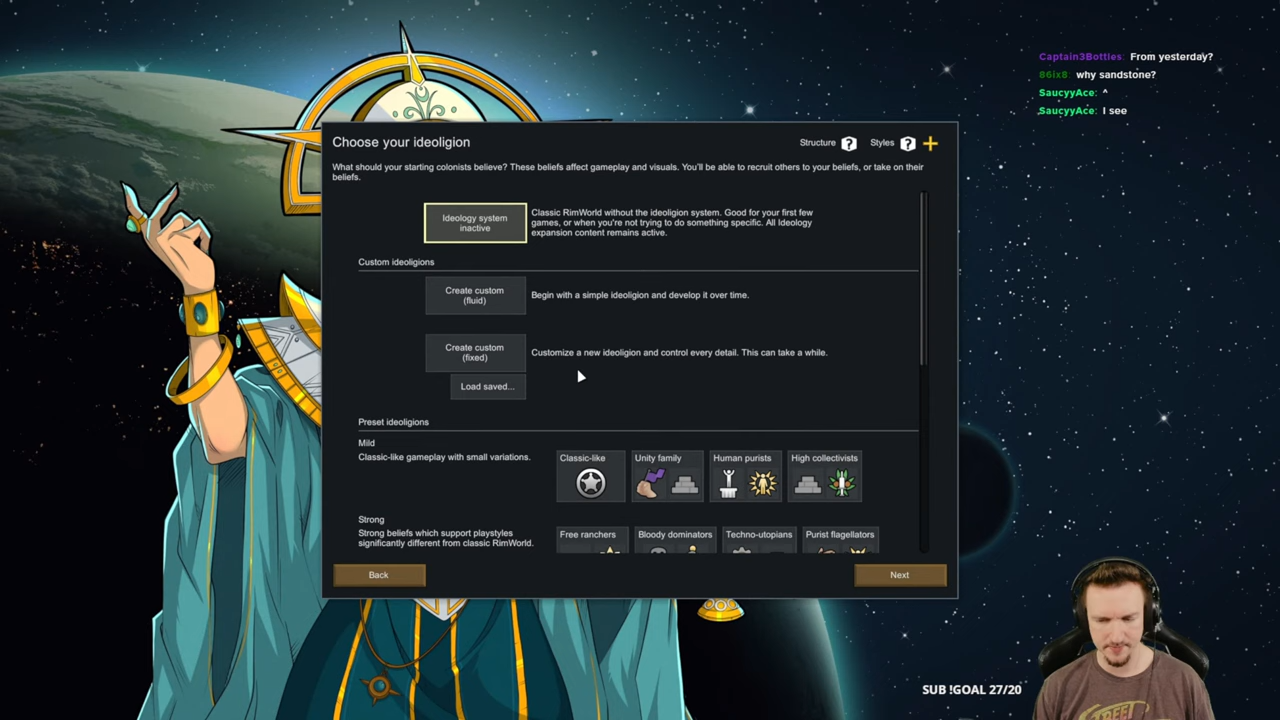 Captain3Bottles: From yesterday?
86ix8: why sandstone?
SaucyyAce: ^
SaucyyAce: I see
Choose your ideoligion
Structure ?
Styles ?
What should your starting colonists believe? These beliefs affect gameplay and visuals. You'll be able to recruit others to your beliefs, or take on their
beliefs.
Ideology system
inactive
Classic RimWorld without the ideoligion system. Good for your first few
games, or when you're not trying to do something specific. All Ideology
expansion content remains active.
Custom ideoligions
Create custom
(fluid)
Begin with a simple ideoligion and develop it over time.
Create custom
(fixed)
Customize a new ideoligion and control every detail. This can take a while.
Load saved...
Preset ideoligions
Mild
Classic-like gameplay with small variations.
Classic-like
Unity family
Human purists
High collectivists
Strong
Strong beliefs which support playstyles
significantly different from classic RimWorld.
Free ranchers
Bloody dominators
Techno-utopians
Purist flagellators
Back
Next
SUB !GOAL 27/20